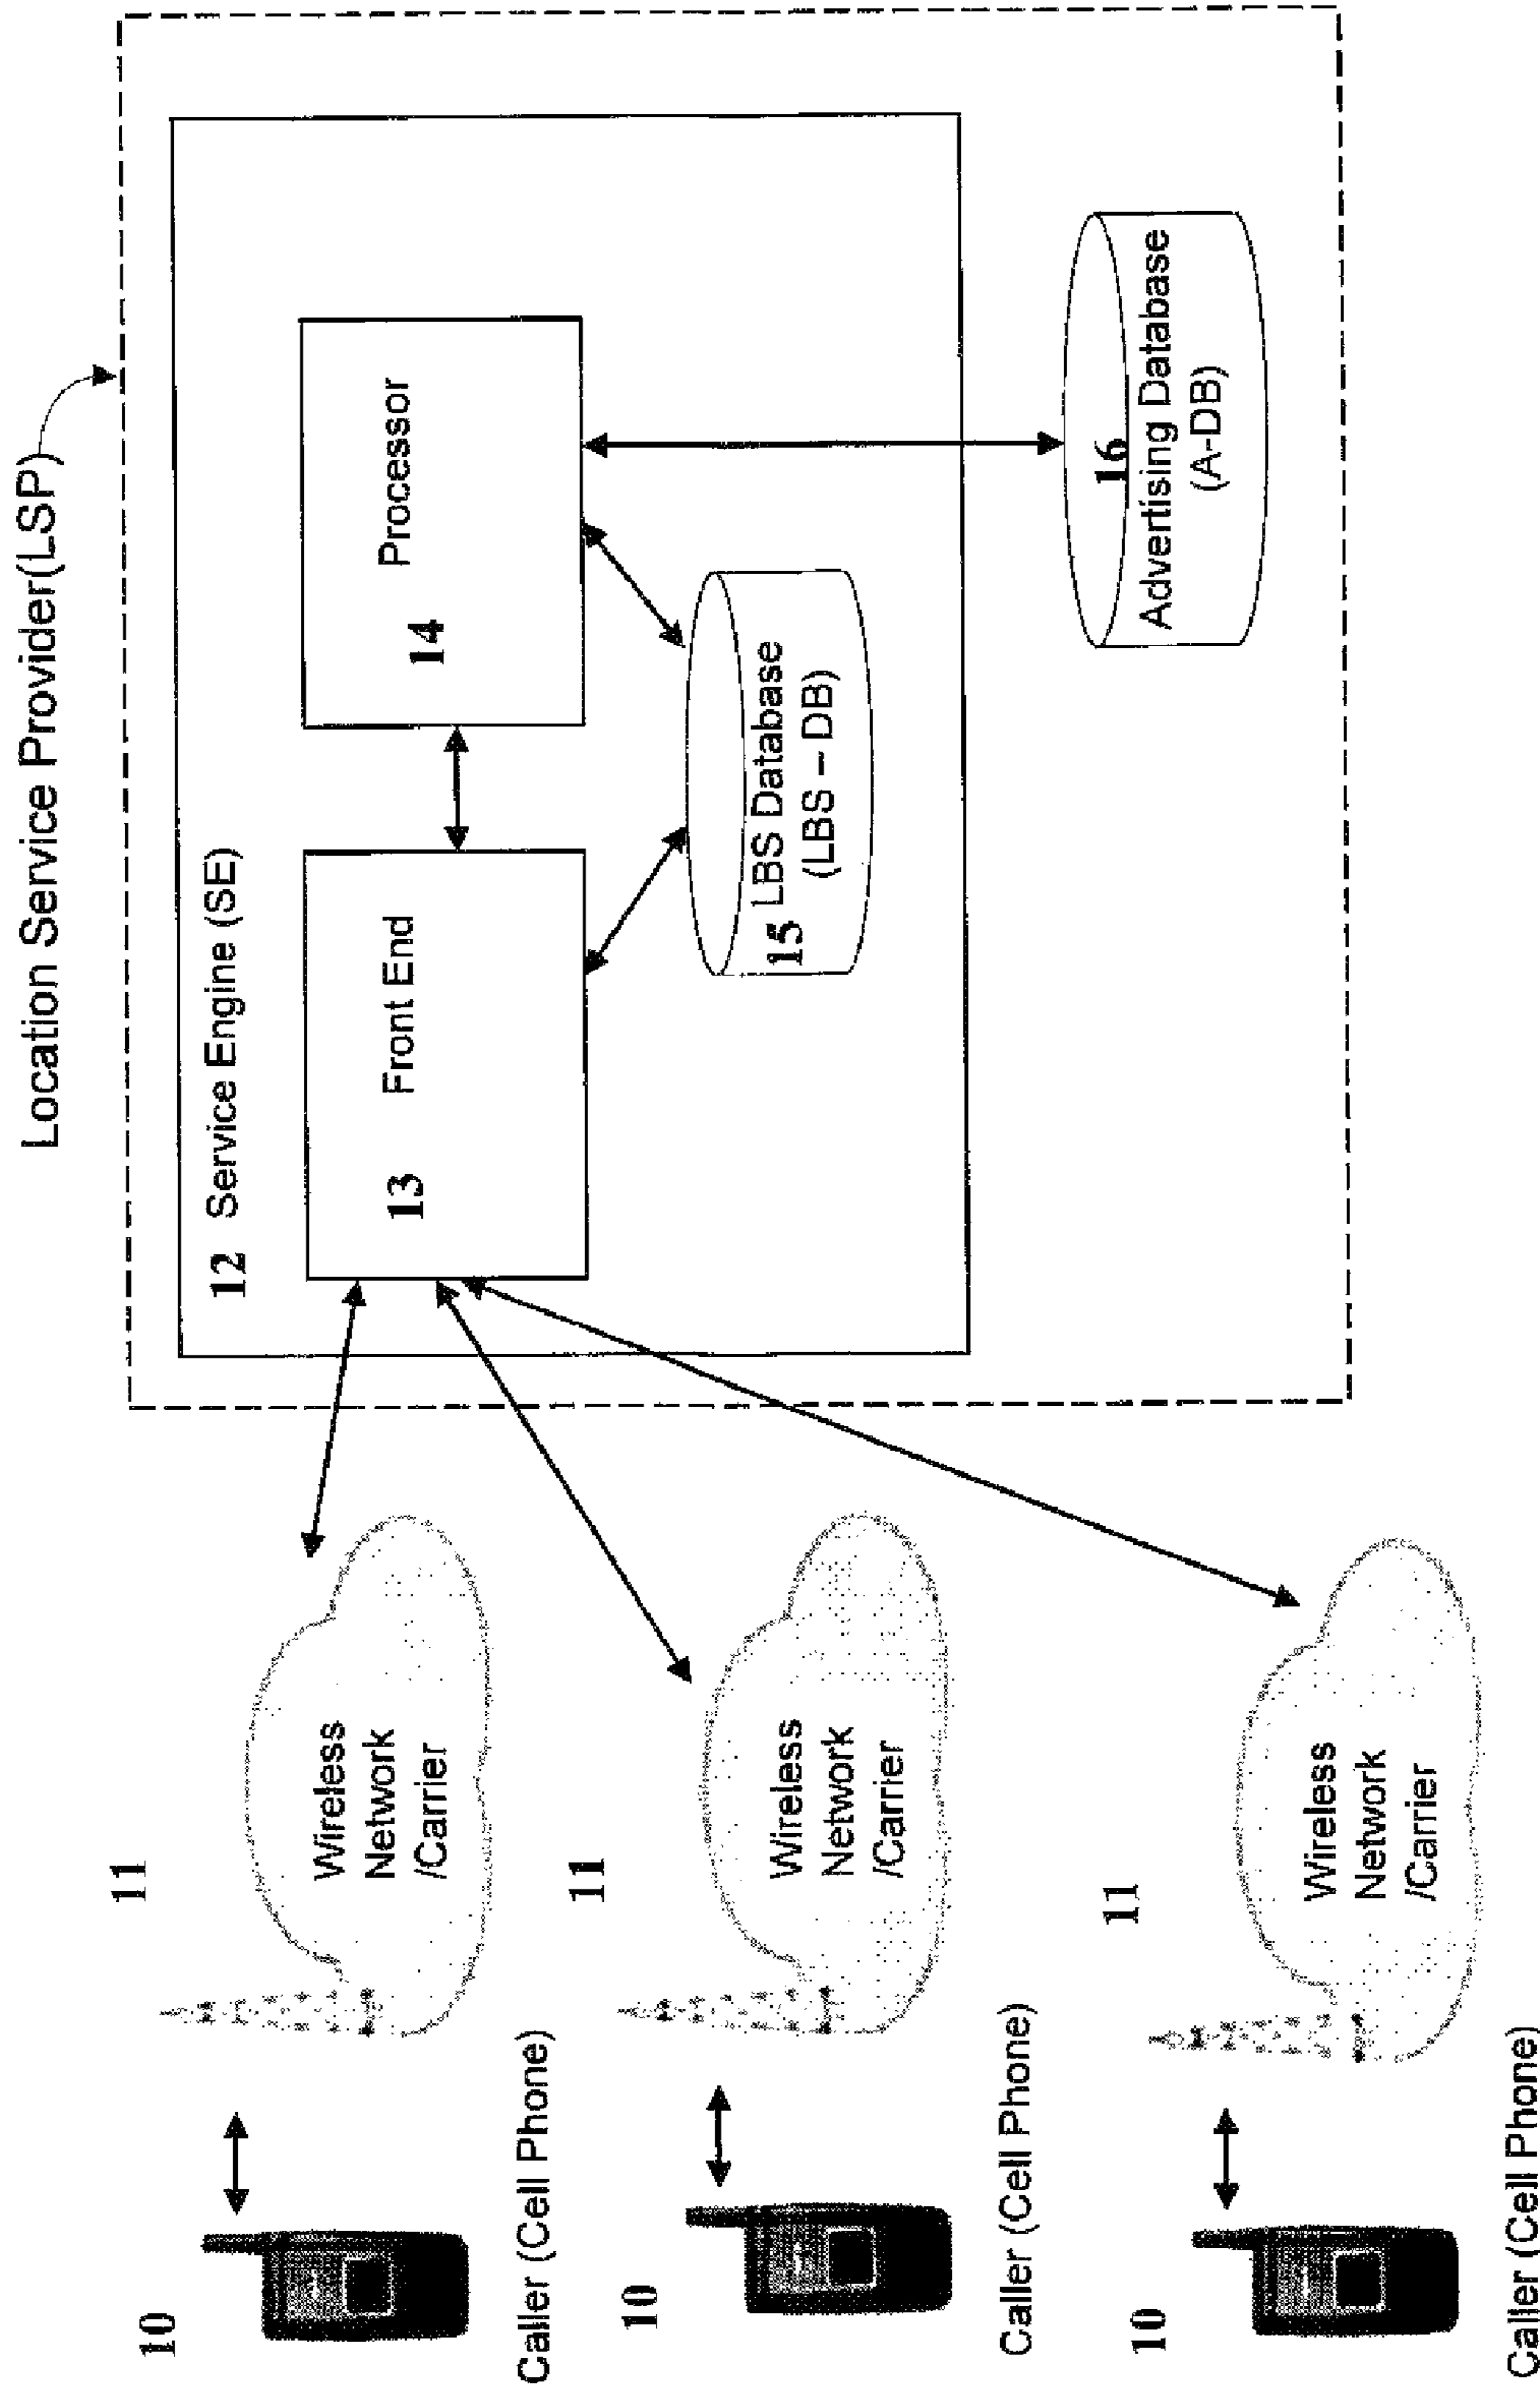 Location Service Provider(LSP)
12 Service Engine (SE)
13 Front End
14 Processor
15 LBS Database
(LBS – DB)
16
Advertising Database
(A-DB)
11
Wireless
Network
/Carrier
10
Caller (Cell Phone)
11
Wireless
Network
/Carrier
10
Caller (Cell Phone)
11
Wireless
Network
/Carrier
10
Caller (Cell Phone)